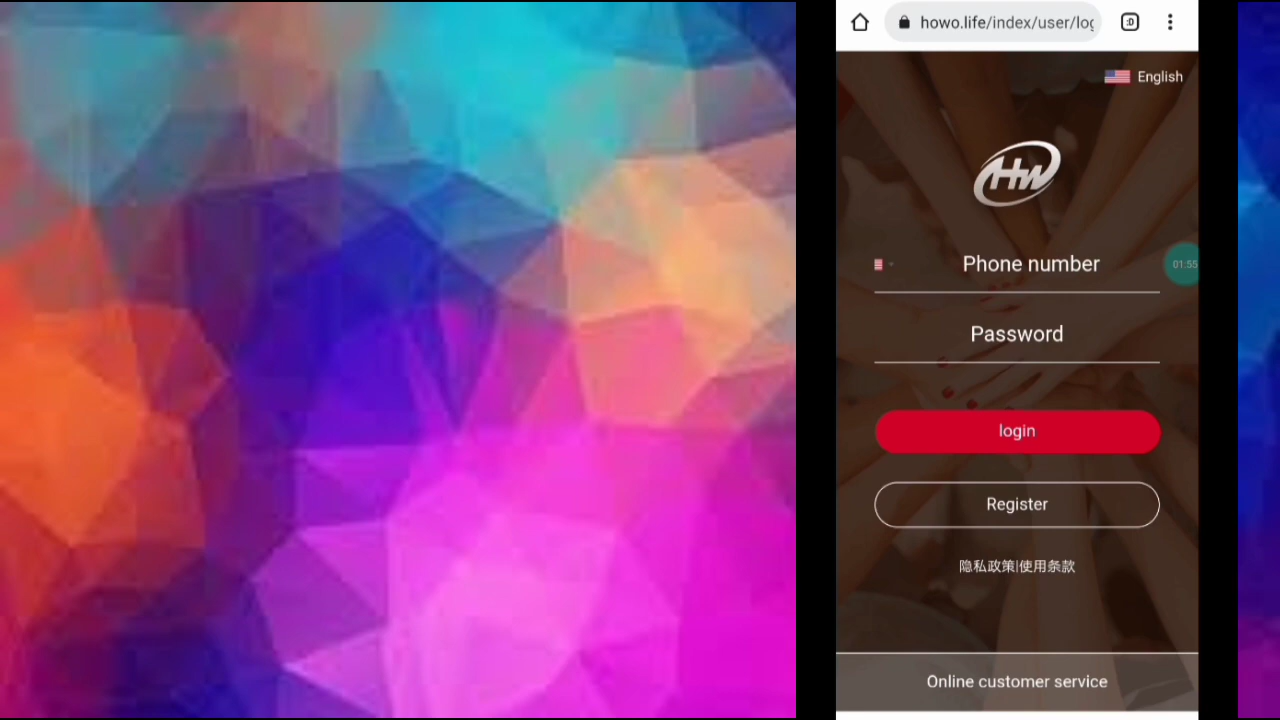 howo.life/index/user/log
:D
English
HW
Phone number
01:55
Password
login
Register
隐私政策|使用条款
Online customer service